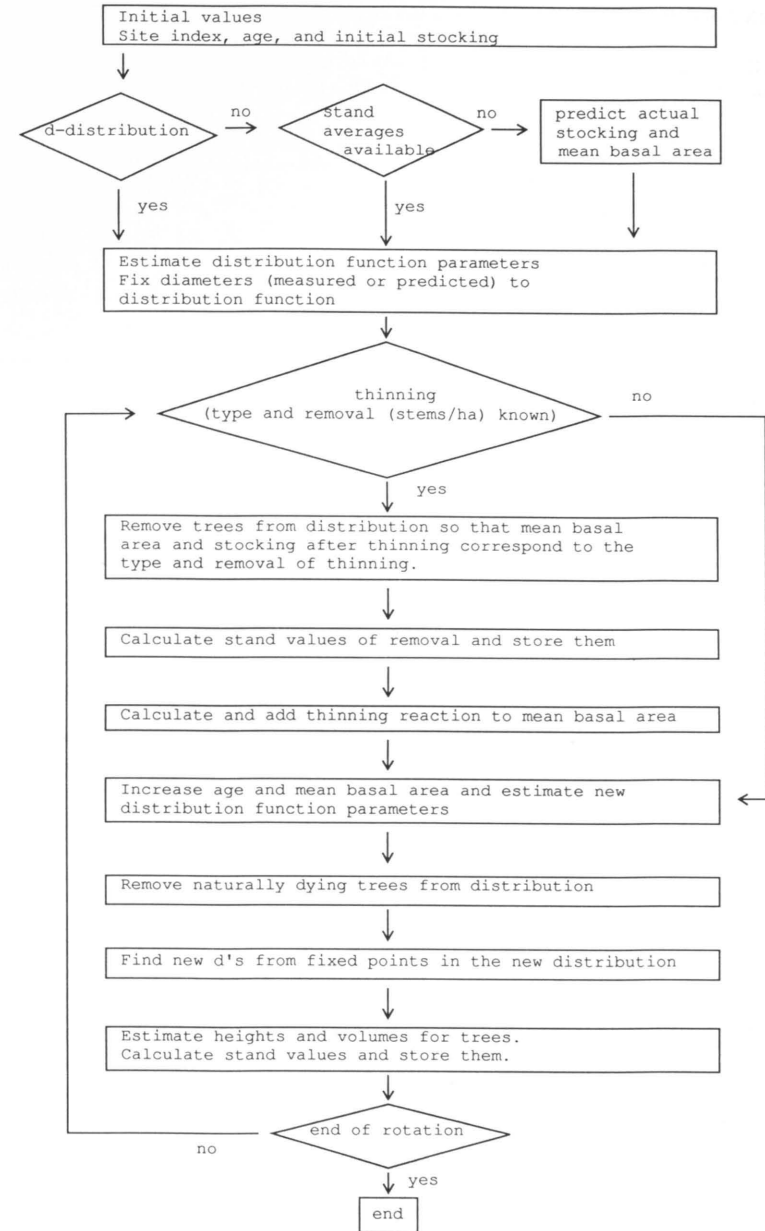 Initial values
Site index, age, and initial stocking
d-distribution
no
stand
averages
available
no
predict actual
stocking and
mean basal area
yes
yes
Estimate distribution function parameters
Fix diameters (measured or predicted) to
distribution function
thinning
(type and removal (stems/ha) known)
no
yes
Remove trees from distribution so that mean basal
area and stocking after thinning correspond to the
type and removal of thinning.
Calculate stand values of removal and store them
Calculate and add thinning reaction to mean basal area
Increase age and mean basal area and estimate new
distribution function parameters
Remove naturally dying trees from distribution
Find new d's from fixed points in the new distribution
Estimate heights and volumes for trees.
Calculate stand values and store them.
end of rotation
no
yes
end